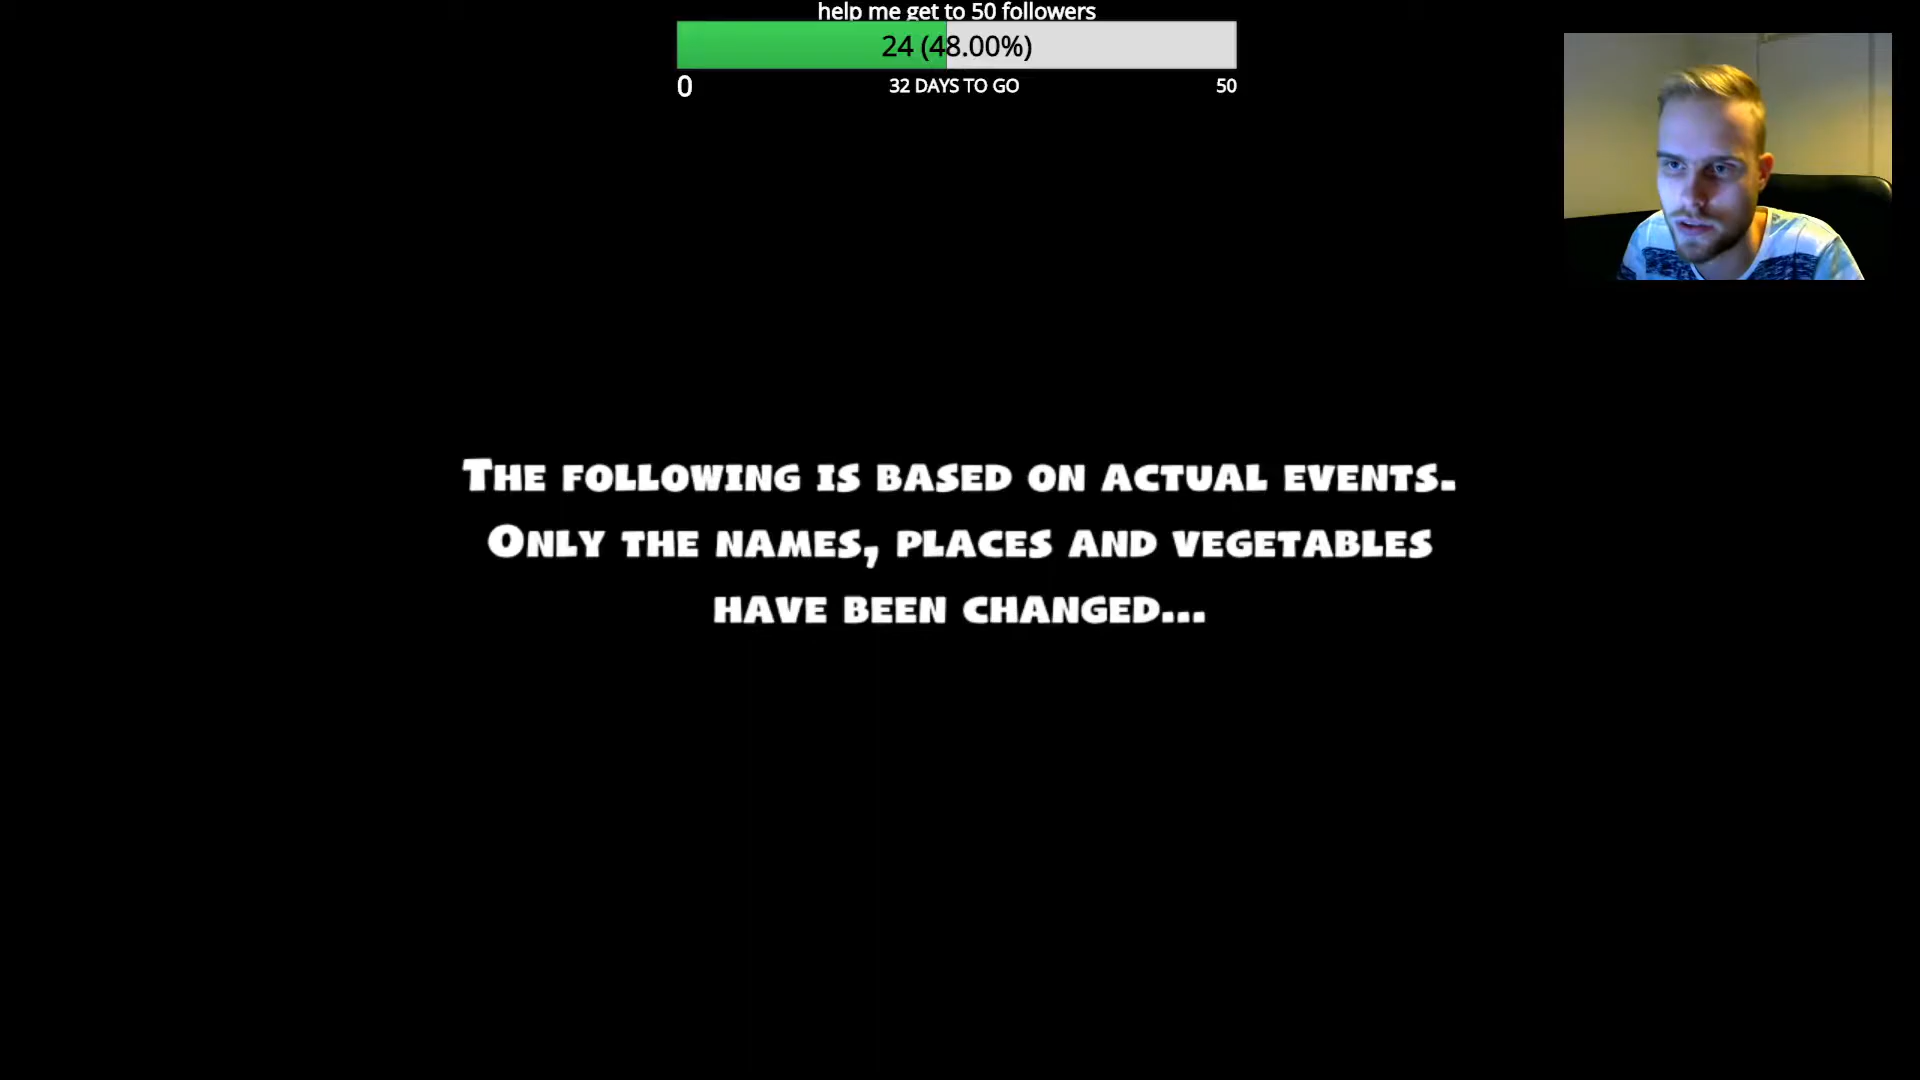 help me get to 50 followers
24 (48.00%)
0 32 DAYS TO GO 50
THE FOLLOWING IS BASED ON ACTUAL EVENTS.
ONLY THE NAMES, PLACES AND VEGETABLES
HAVE BEEN CHANGED...